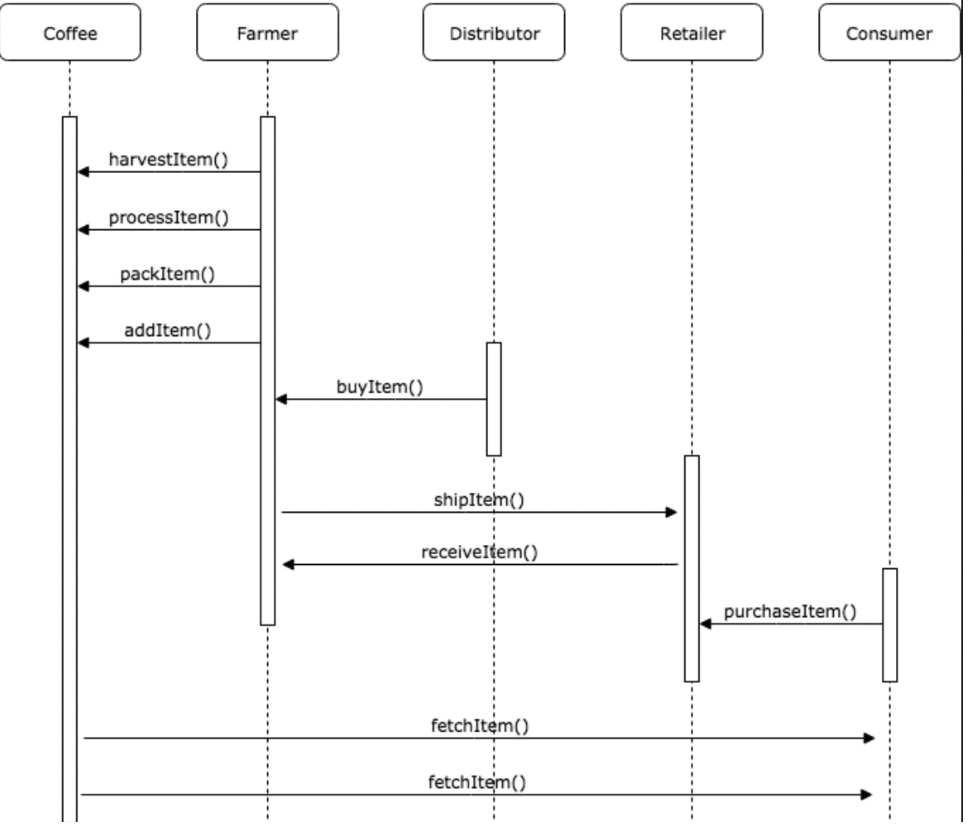 Coffee
Farmer
Distributor
Retailer
Consumer
harvestItem()
processItem()
packItem()
addItem()
buyItem()
shipItem()
receiveItem()
purchaseItem()
fetchItem()
fetchItem()